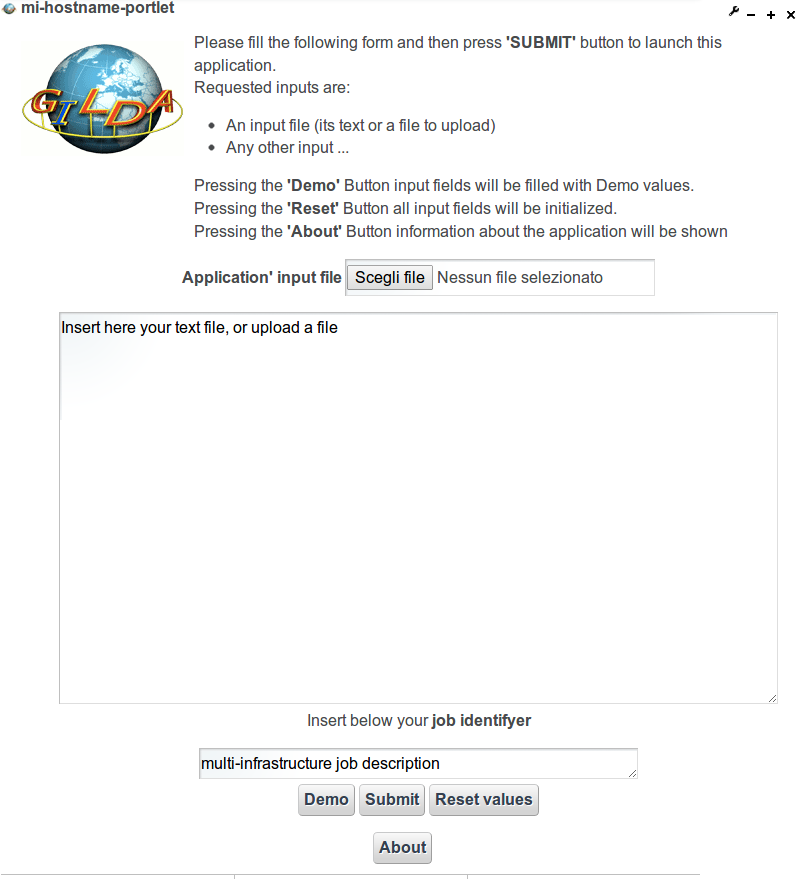 mi-hostname-portlet
GILDA
Please fill the following form and then press 'SUBMIT' button to launch this
application.
Requested inputs are:
An input file (its text or a file to upload)
Any other input ...
Pressing the 'Demo' Button input fields will be filled with Demo values.
Pressing the 'Reset' Button all input fields will be initialized.
Pressing the 'About' Button information about the application will be shown
Application' input file Scegli file Nessun file selezionato
Insert here your text file, or upload a file
Insert below your job identifyer
multi-infrastructure job description
Demo Submit Reset values
About